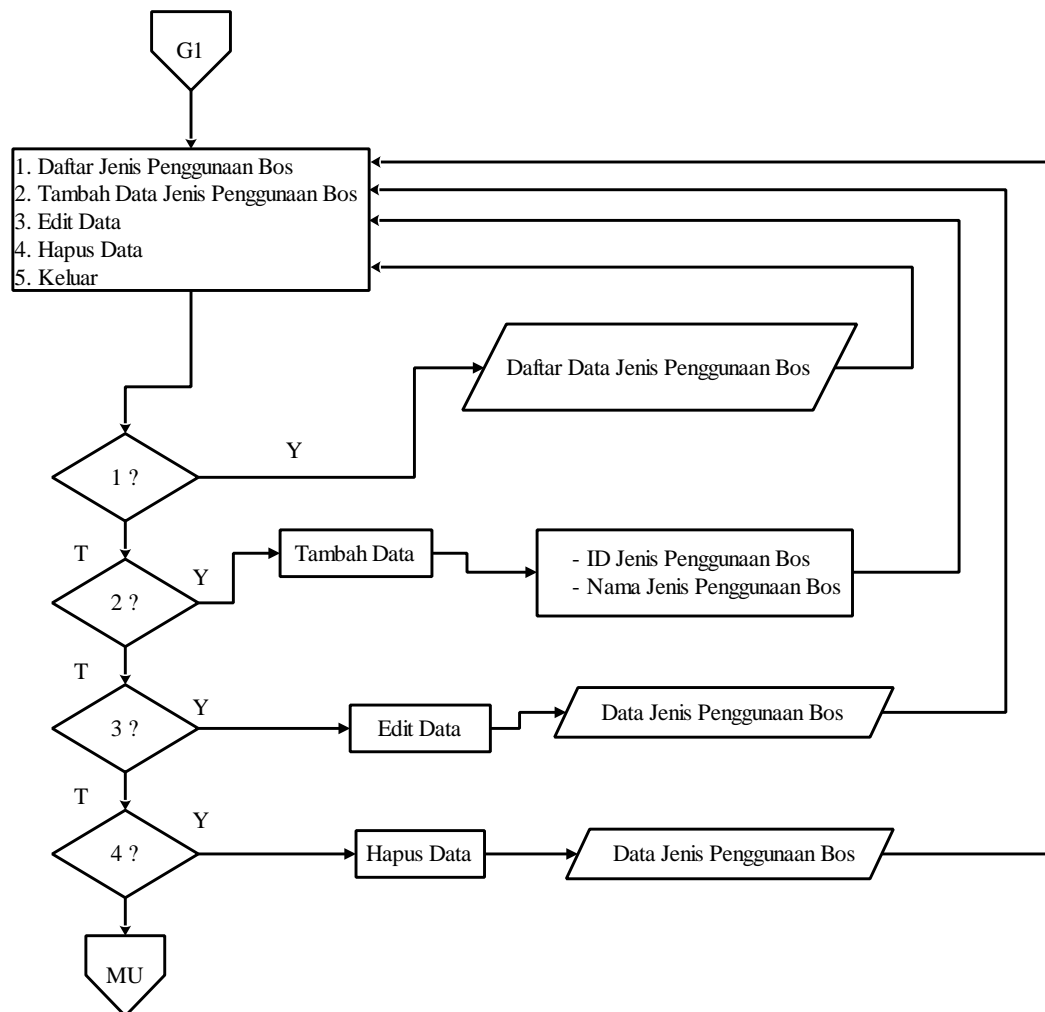 G1
1. Daftar Jenis Penggunaan Bos
2. Tambah Data Jenis Penggunaan Bos
3. Edit Data
4. Hapus Data
5. Keluar
Daftar Data Jenis Penggunaan Bos
Y
1 ?
T
Y
Tambah Data
- ID Jenis Penggunaan Bos
- Nama Jenis Penggunaan Bos
2 ?
T
Y
Data Jenis Penggunaan Bos
3 ?
Edit Data
T
Y
4 ?
Hapus Data
Data Jenis Penggunaan Bos
MU